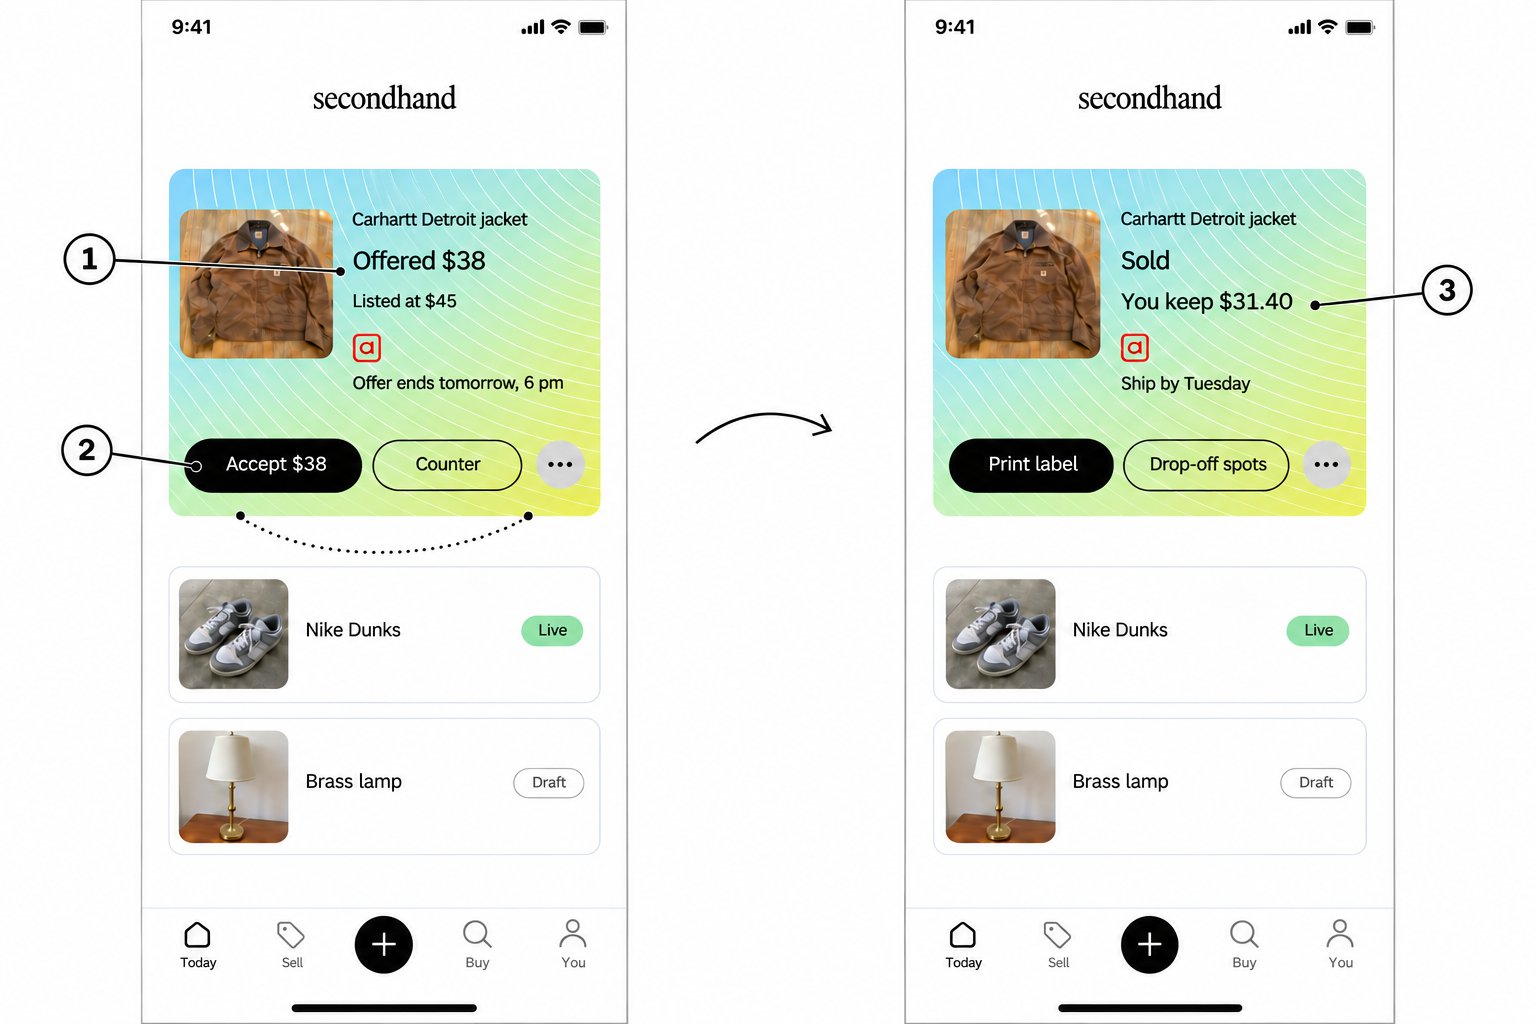 9:41
secondhand
Carhartt Detroit jacket
1
Offered $38
Listed at $45
a
Offer ends tomorrow, 6 pm
2
Accept $38
Counter
Nike Dunks
Live
Brass lamp
Draft
Today
Sell
Buy
You
9:41
secondhand
Carhartt Detroit jacket
Sold
You keep $31.40
3
a
Ship by Tuesday
Print label
Drop-off spots
Nike Dunks
Live
Brass lamp
Draft
Today
Sell
Buy
You